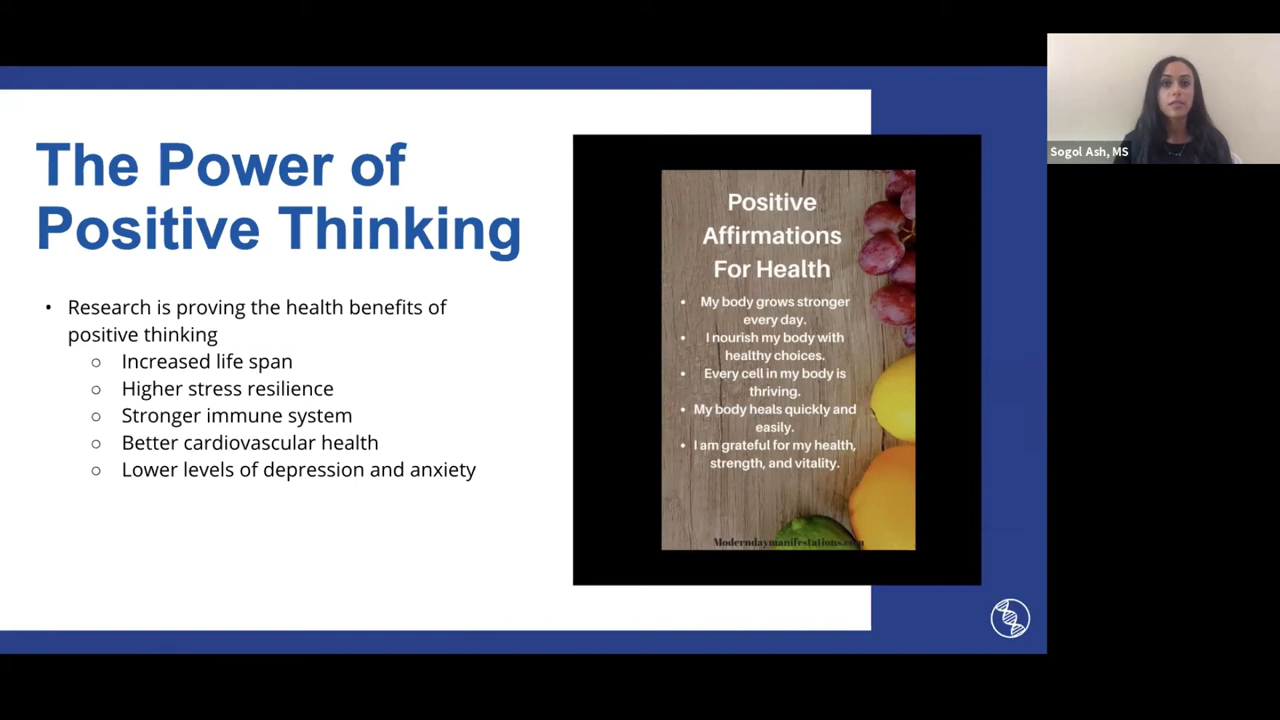 The Power of
Positive Thinking
• Research is proving the health benefits of
positive thinking
○ Increased life span
○ Higher stress resilience
○ Stronger immune system
○ Better cardiovascular health
○ Lower levels of depression and anxiety
Positive
Affirmations
For Health
• My body grows stronger
every day.
• I nourish my body with
healthy choices.
• Every cell in my body is
thriving.
• My body heals quickly and
easily.
• I am grateful for my health,
strength, and vitality.
Moderndaymanifestations.com
Sogol Ash, MS